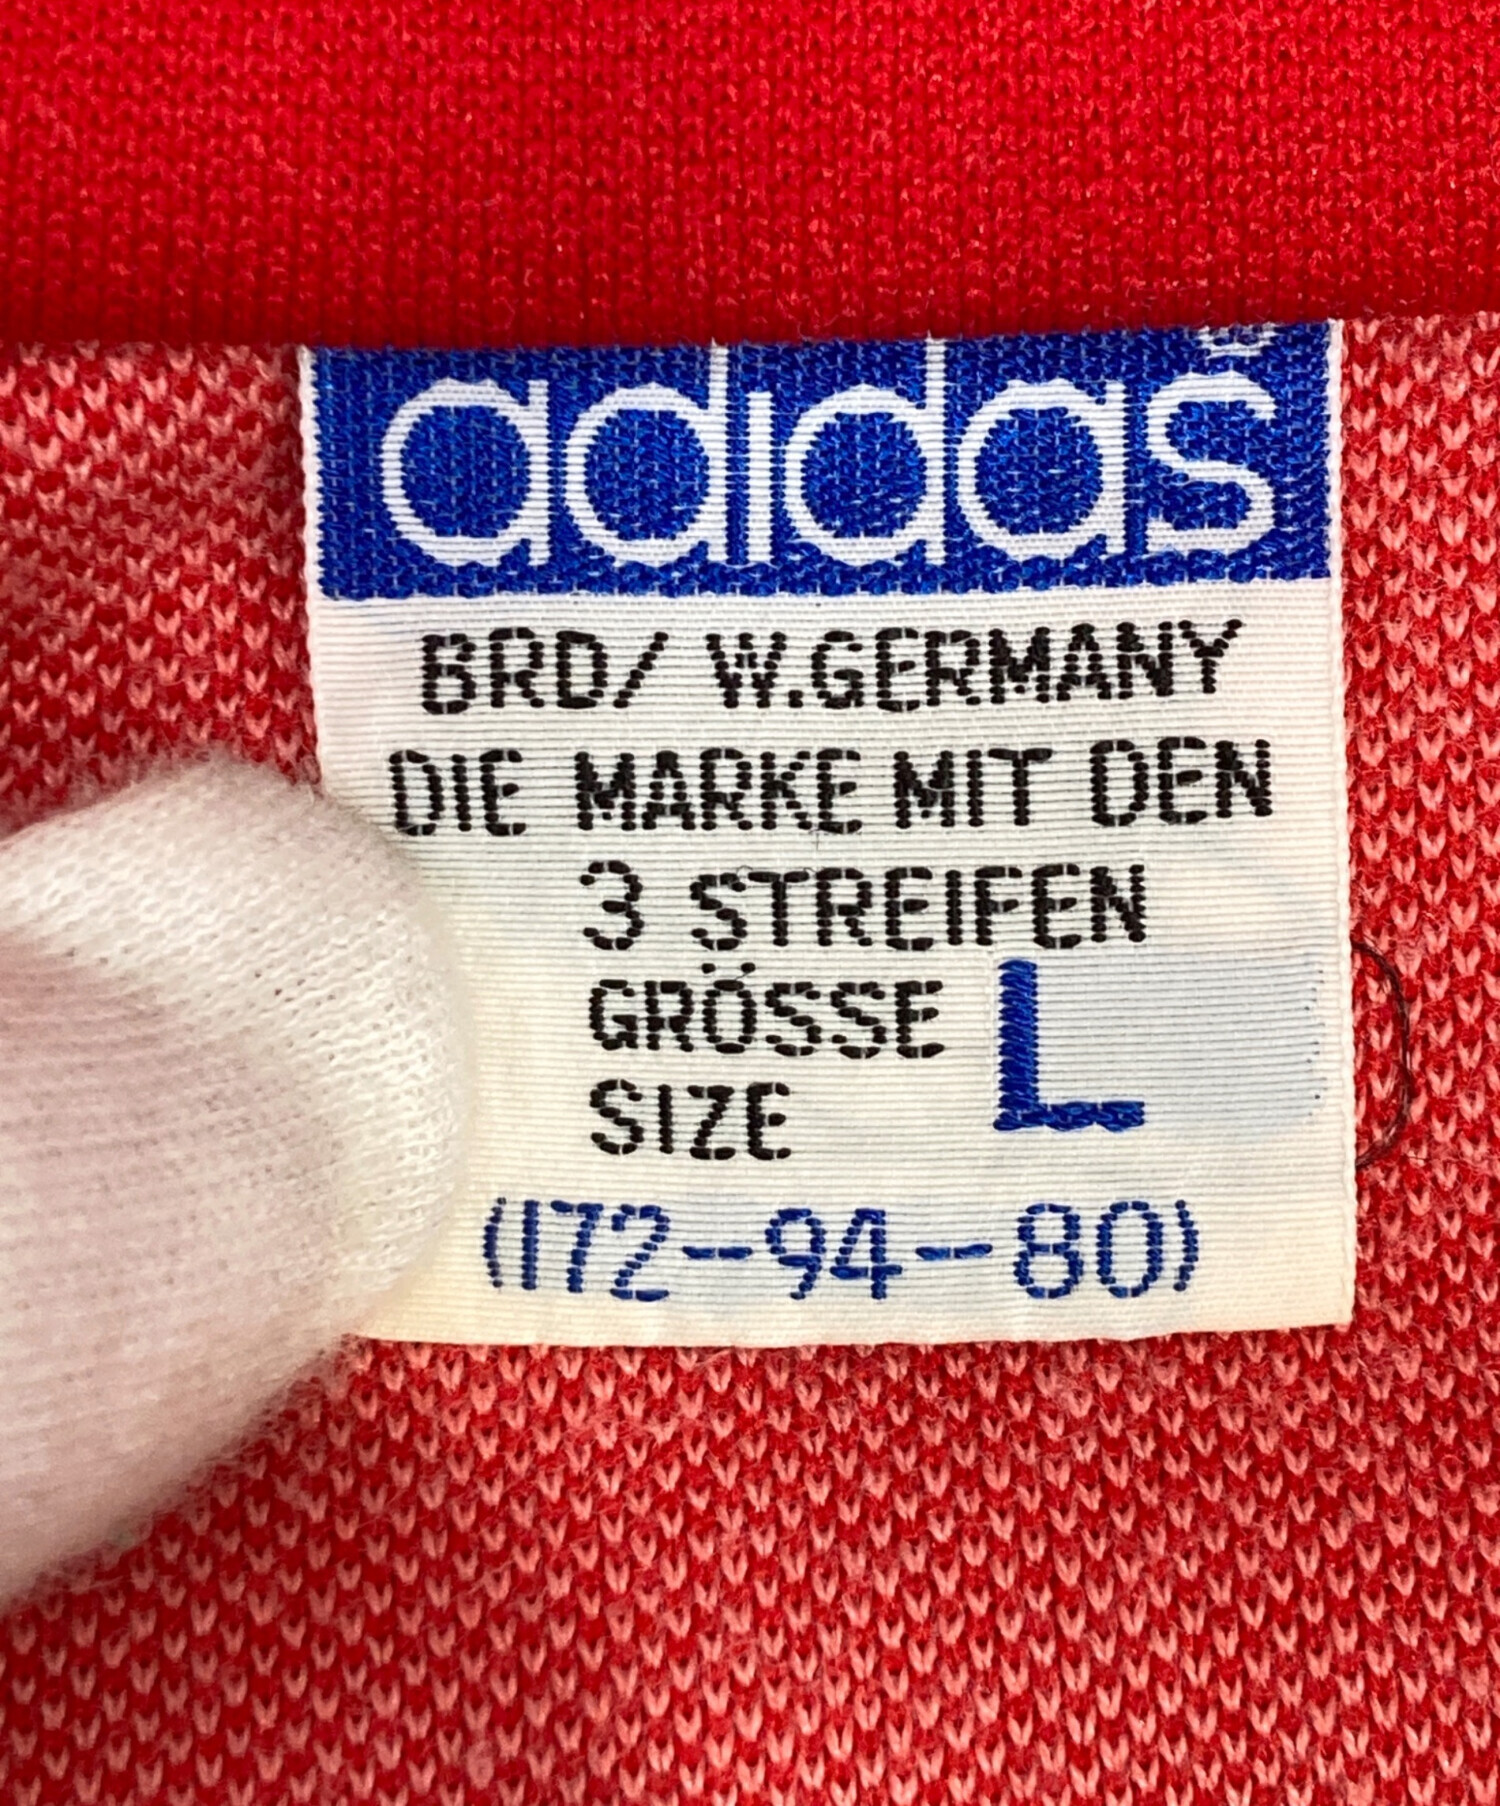 adidas
BRD/ W.GERMANY
DIE MARKE MIT DEN
3 STREIFEN
GRÖSSE L
SIZE
(172-94-80)